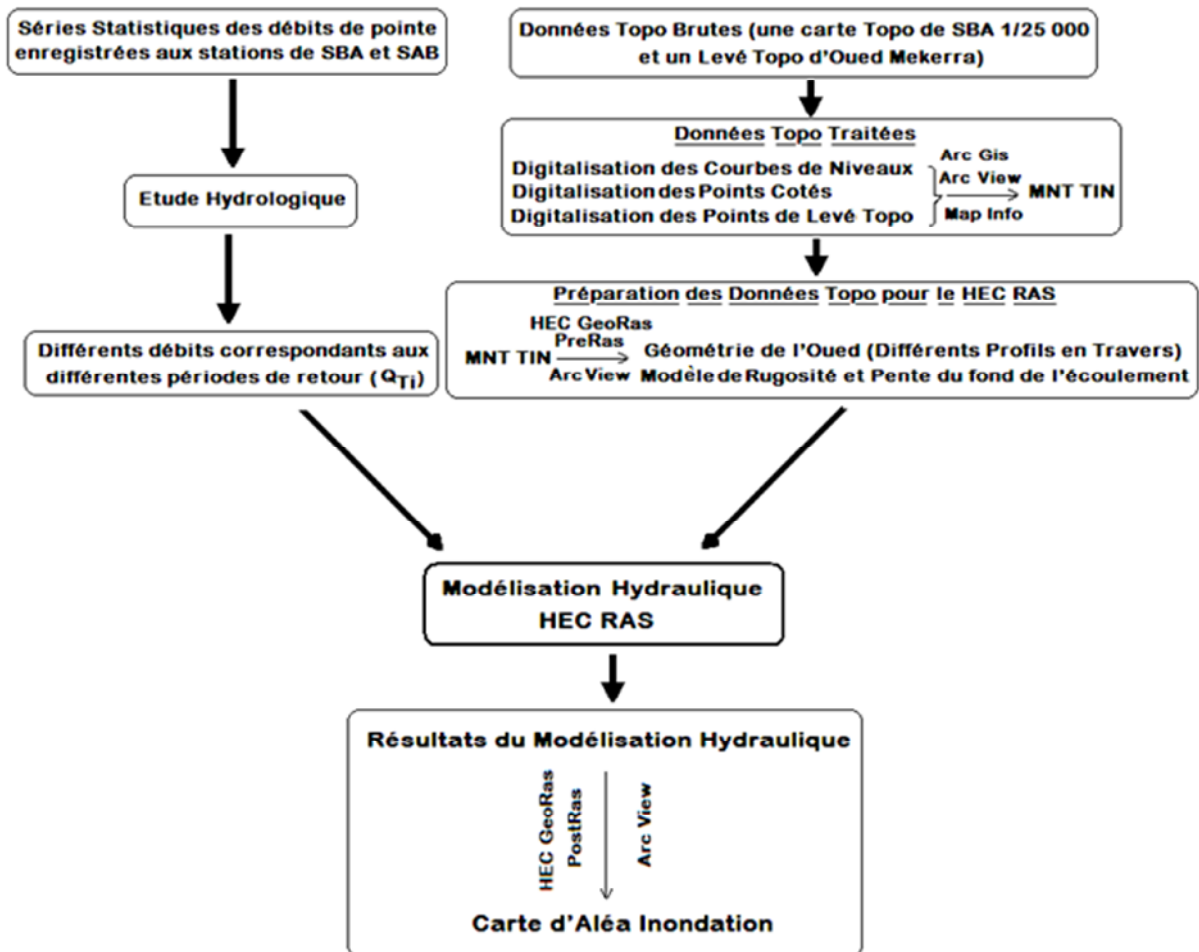 Séries Statistiques des débits de pointe
enregistrées aux stations de SBA et SAB
Etude Hydrologique
Différents débits correspondants aux
différentes périodes de retour (QTi)
Données Topo Brutes (une carte Topo de SBA 1/25 000
et un Levé Topo d'Oued Mekerra)
Données Topo Traitées
Digitalisation des Courbes de Niveaux
Digitalisation des Points Cotés
Digitalisation des Points de Levé Topo
Arc Gis
Arc View
Map Info
MNT TIN
Préparation des Données Topo pour le HEC RAS
MNT TIN
HEC GeoRas
PreRas
Arc View
Géométrie de l'Oued (Différents Profils en Travers)
Modèle de Rugosité et Pente du fond de l'écoulement
Modélisation Hydraulique
HEC RAS
Résultats du Modélisation Hydraulique
HEC GeoRas
PostRas
Arc View
Carte d'Aléa Inondation